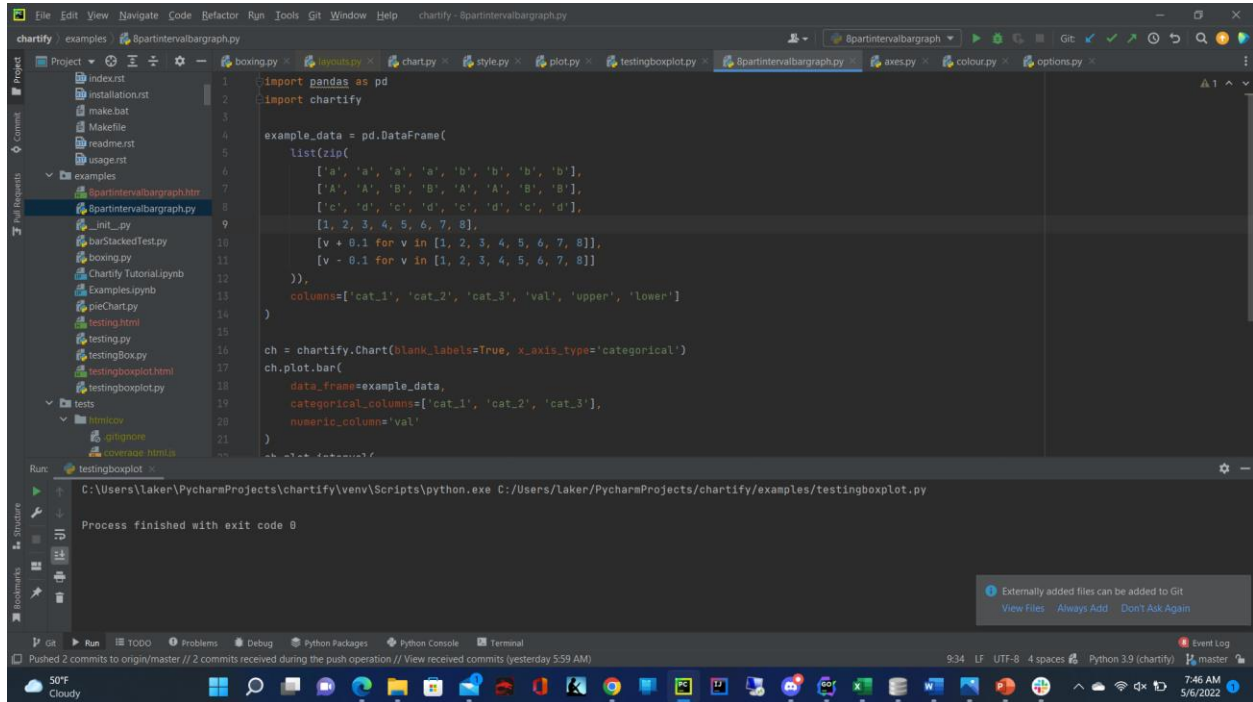 File Edit View Navigate Code Refactor Run Tools Git Window Help chartify - 8partintervalbargraph.py
chartify examples 8partintervalbargraph.py
8partintervalbargraph Git:
Project
boxing.py layouts.py chart.py style.py plot.py testingboxplot.py 8partintervalbargraph.py axes.py colour.py options.py
Project
Commit
Pull Requests
index.rst
installation.rst
make.bat
Makefile
readme.rst
usage.rst
examples
8partintervalbargraph.htm
8partintervalbargraph.py
__init__.py
barStackedTest.py
boxing.py
Chartify Tutorial.ipynb
Examples.ipynb
pieChart.py
testing.html
testing.py
testingBox.py
testingboxplot.html
testingboxplot.py
tests
htmlcov
.gitignore
coverage_html.js
1 import pandas as pd
2 import chartify
3
4 example_data = pd.DataFrame(
5 list(zip(
6 ['a', 'a', 'a', 'a', 'b', 'b', 'b', 'b'],
7 ['A', 'A', 'B', 'B', 'A', 'A', 'B', 'B'],
8 ['c', 'd', 'c', 'd', 'c', 'd', 'c', 'd'],
9 [1, 2, 3, 4, 5, 6, 7, 8],
10 [v + 0.1 for v in [1, 2, 3, 4, 5, 6, 7, 8]],
11 [v - 0.1 for v in [1, 2, 3, 4, 5, 6, 7, 8]]
12 )),
13 columns=['cat_1', 'cat_2', 'cat_3', 'val', 'upper', 'lower']
14 )
15
16 ch = chartify.Chart(blank_labels=True, x_axis_type='categorical')
17 ch.plot.bar(
18 data_frame=example_data,
19 categorical_columns=['cat_1', 'cat_2', 'cat_3'],
20 numeric_column='val'
21 )
ch.plot.interval(
1
Run: testingboxplot
C:\Users\laker\PycharmProjects\chartify\venv\Scripts\python.exe C:/Users/laker/PycharmProjects/chartify/examples/testingboxplot.py
Process finished with exit code 0
Structure
Bookmarks
Externally added files can be added to Git
View Files Always Add Don't Ask Again
Git Run TODO Problems Debug Python Packages Python Console Terminal
Event Log
Pushed 2 commits to origin/master // 2 commits received during the push operation // View received commits (yesterday 5:59 AM)
9:34 LF UTF-8 4 spaces Python 3.9 (chartify) master
50°F
Cloudy
7:46 AM
5/6/2022